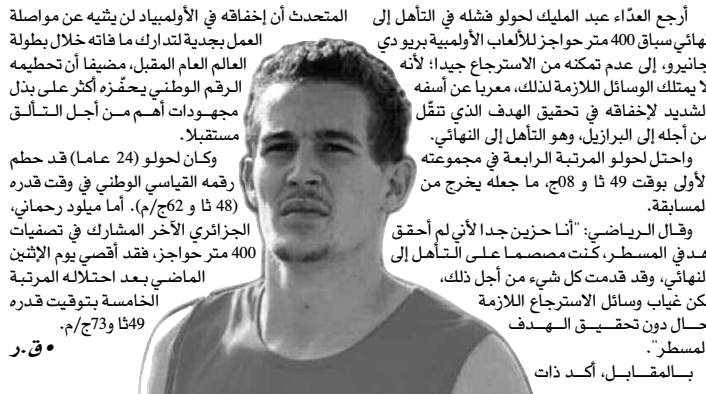 أرجع العدّاء عبد المليك لحولو فشله في التأهل إلى
نهائي سباق 400 متر حواجز للألعاب الأولمبية بريو دي
جانيرو، إلى عدم تمكنه من الاسترجاع جيدا؛ لأنه
لا يمتلك الوسائل اللازمة لذلك، معربا عن أسفه
الشديد لإخفاقه في تحقيق الهدف الذي تنقّل
من أجله إلى البرازيل، وهو التأهل إلى النهائي.
واحتل لحولو المرتبة الرابعة في مجموعته
الأولى بوقت 49 ثا و 08ج، ما جعله يخرج من
المسابقة.
وقال الرياضي: "أنا حزين جدا لأني لم أحقق
هدفي المسطر، كنت مصصما على التأهل إلى
النهائي، وقد قدمت كل شيء من أجل ذلك،
لكن غياب وسائل الاسترجاع اللازمة
حال دون تحقيق الهدف
المسطر".
بالمقابل، أكد ذات
المتحدث أن إخفاقه في الأولمبياد لن يثنيه عن مواصلة
العمل بجدية لتدارك ما فاته خلال بطولة
العالم العام المقبل، مضيفا أن تحطيمه
الرقم الوطني يحفّزه أكثر على بذل
مجهودات أهم من أجل التألق
مستقبلا.
وكان لحولو (24 عاما) قد حطم
رقمه القياسي الوطني في وقت قدره
(48 ثا و 62ج/م). أما ميلود رحماني،
الجزائري الآخر المشارك في تصفيات
400 متر حواجز، فقد أقصي يوم الإثنين
الماضي بعد احتلاله المرتبة
الخامسة بتوقيت قدره
49ثا و73ج/م.
• ق.ر